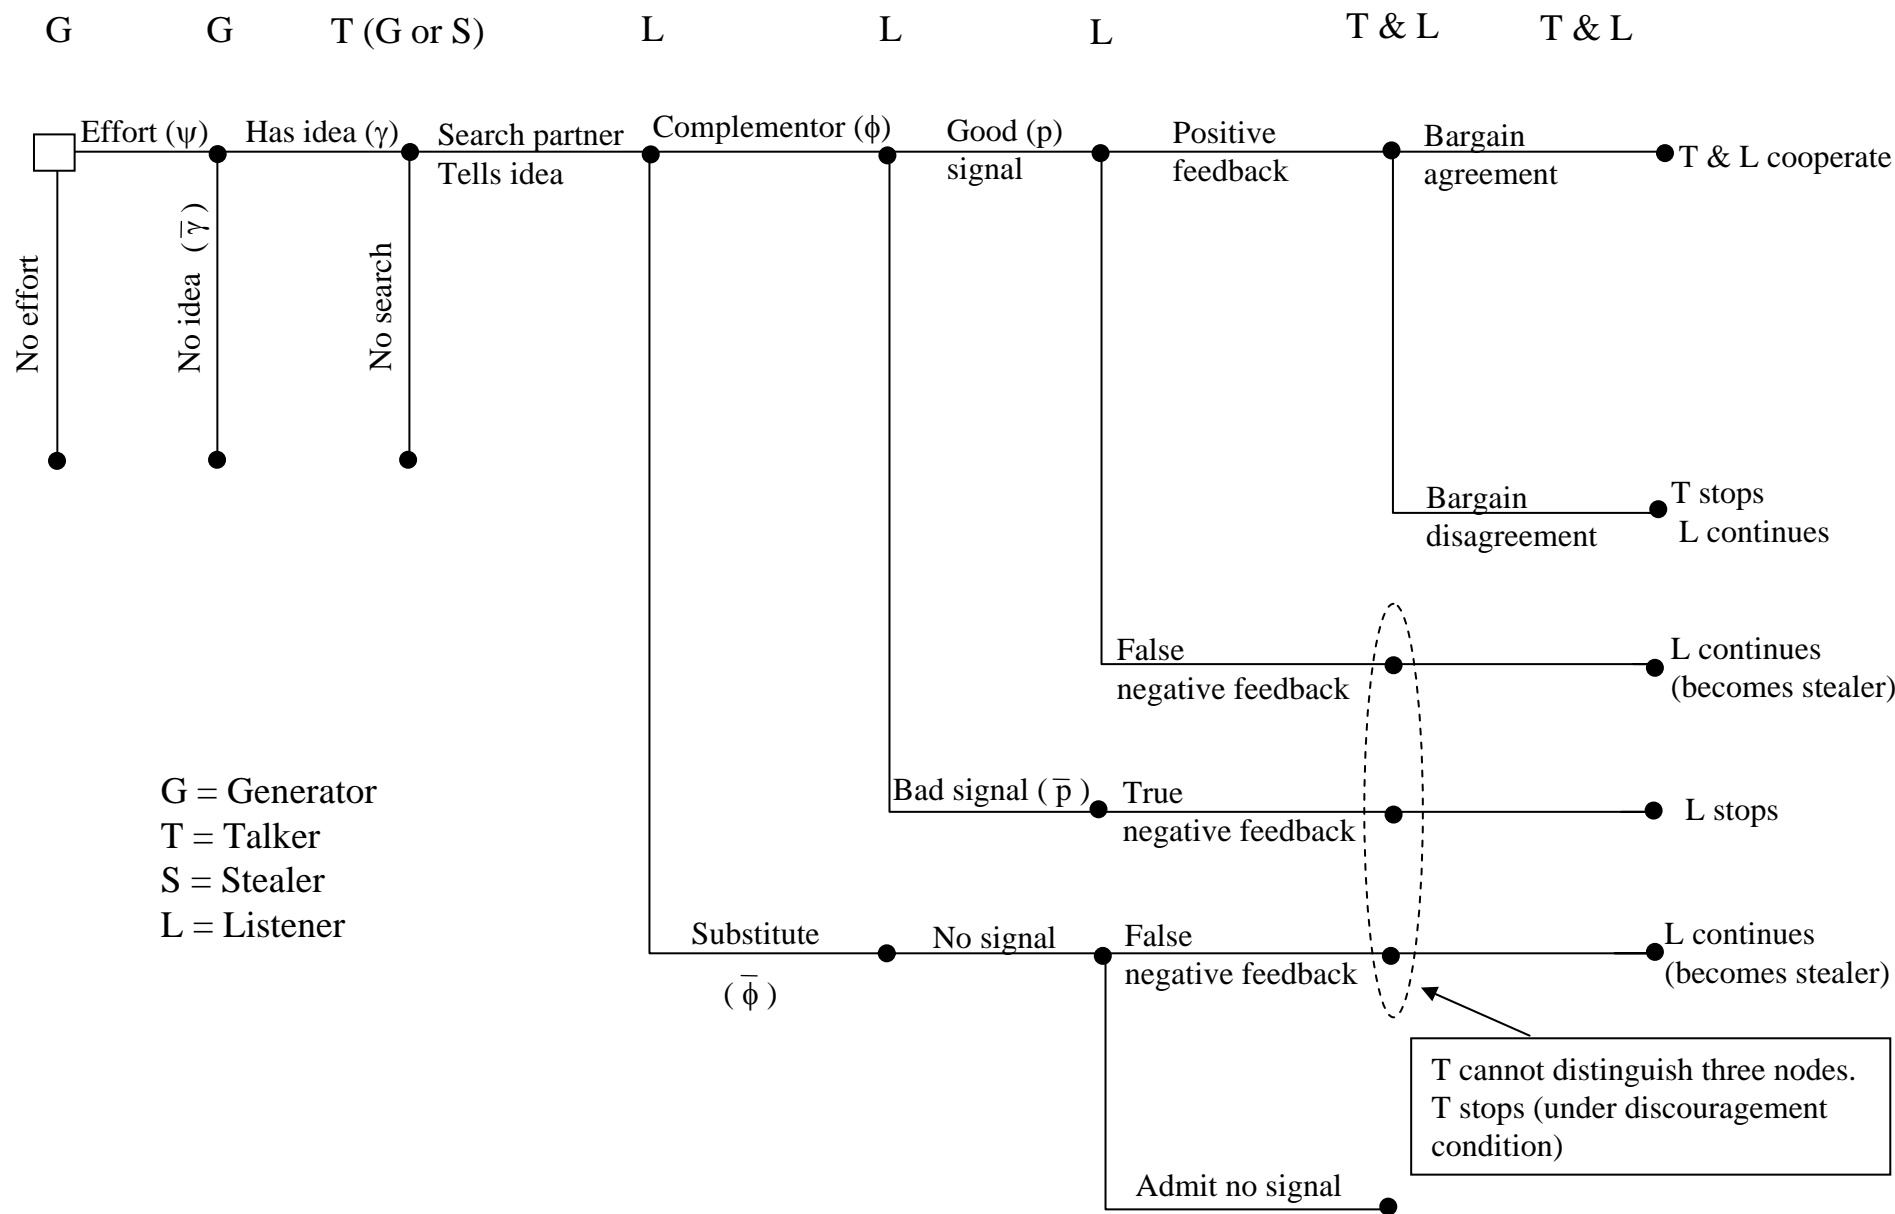 G G T (G or S) L L L T & L T & L
Effort (ψ)
Has idea (γ)
Search partner
Tells idea
Complementor (ϕ)
Good (p)
signal
Positive
feedback
Bargain
agreement
T & L cooperate
No effort
No idea (γ̅)
No search
Bargain
disagreement
T stops
L continues
False
negative feedback
L continues
(becomes stealer)
Bad signal (p̅)
True
negative feedback
L stops
G = Generator
T = Talker
S = Stealer
L = Listener
Substitute
(ϕ̅)
No signal
False
negative feedback
L continues
(becomes stealer)
T cannot distinguish three nodes.
T stops (under discouragement
condition)
Admit no signal